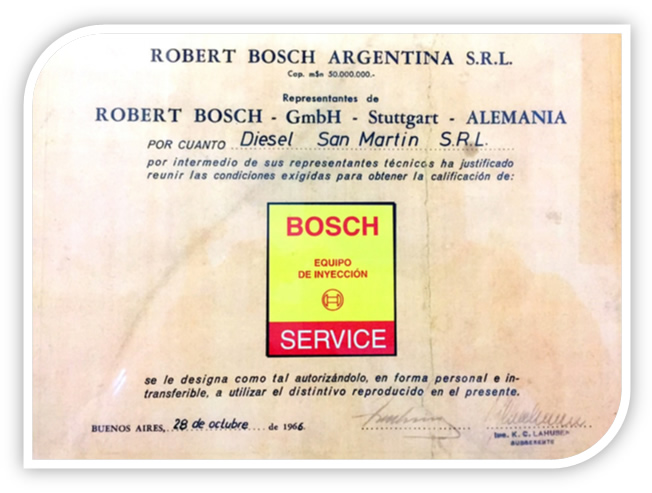 ROBERT BOSCH ARGENTINA S.R.L.
Cap. m$n 50.000.000.-
Representantes de
ROBERT BOSCH - GmbH - Stuttgart - ALEMANIA
POR CUANTO Diesel San Martin S.R.L.
por intermedio de sus representantes técnicos ha justificado
reunir las condiciones exigidas para obtener la calificación de:
BOSCH
EQUIPO
DE INYECCIÓN
SERVICE
se le designa como tal autorizándolo, en forma personal e in-
transferible, a utilizar el distintivo reproducido en el presente.
BUENOS AIRES, 28 de octubre de 1966.
Ing. K. C. LAHUSEN
SUBGERENTE